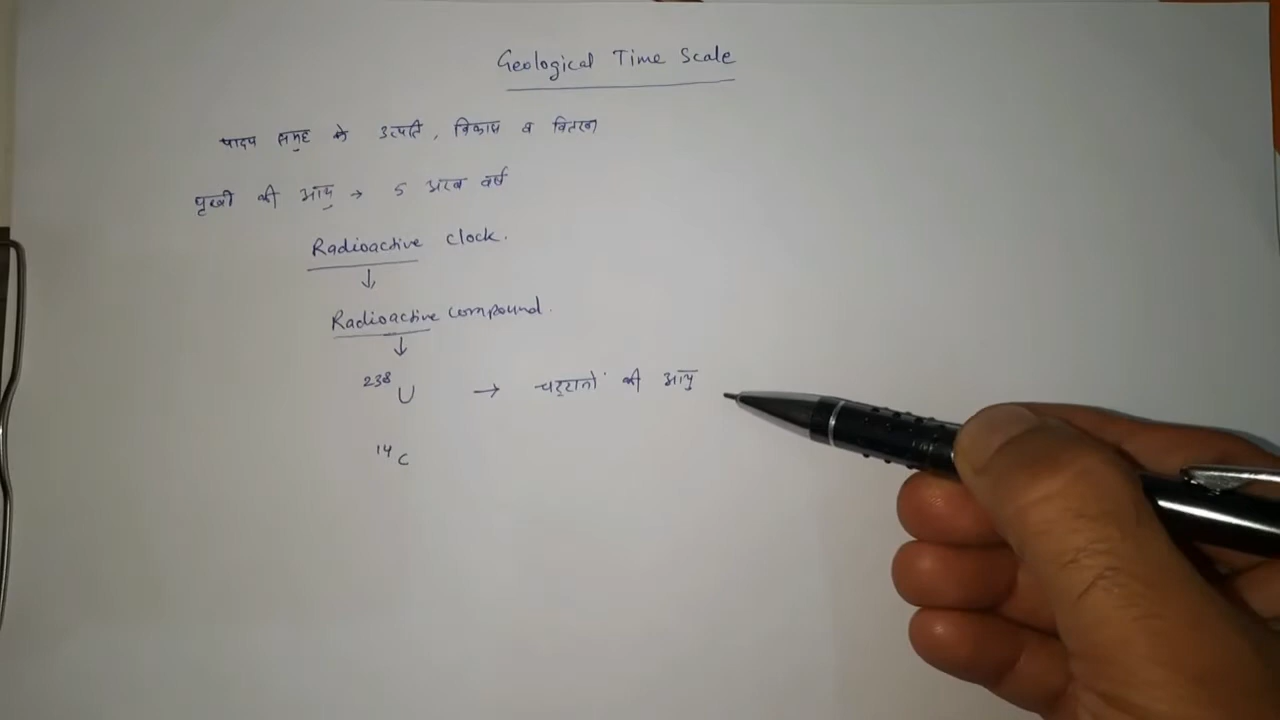 Geological Time Scale
पादप समूह के उत्पति, विकास व वितरण
पृथ्वी की आयु → 5 अरब वर्ष
Radioactive Clock.
↓
Radioactive compound.
↓
²³⁸U → चट्टानों की आयु
¹⁴C